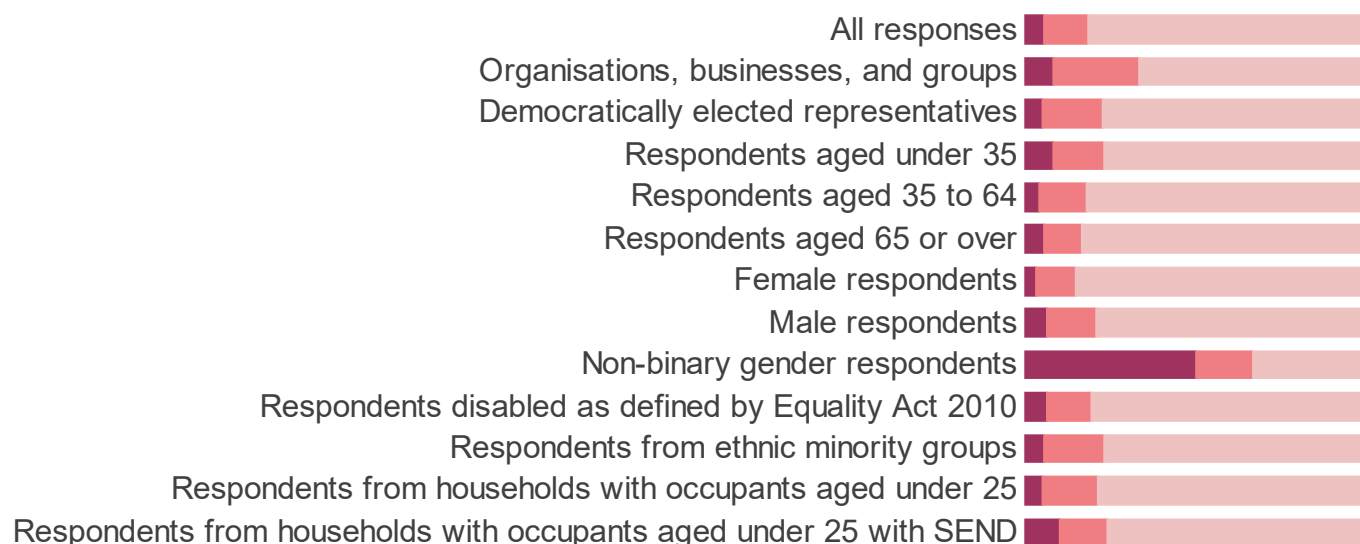 All responses
Organisations, businesses, and groups
Democratically elected representatives
Respondents aged under 35
Respondents aged 35 to 64
Respondents aged 65 or over
Female respondents
Male respondents
Non-binary gender respondents
Respondents disabled as defined by Equality Act 2010
Respondents from ethnic minority groups
Respondents from households with occupants aged under 25
Respondents from households with occupants aged under 25 with SEND